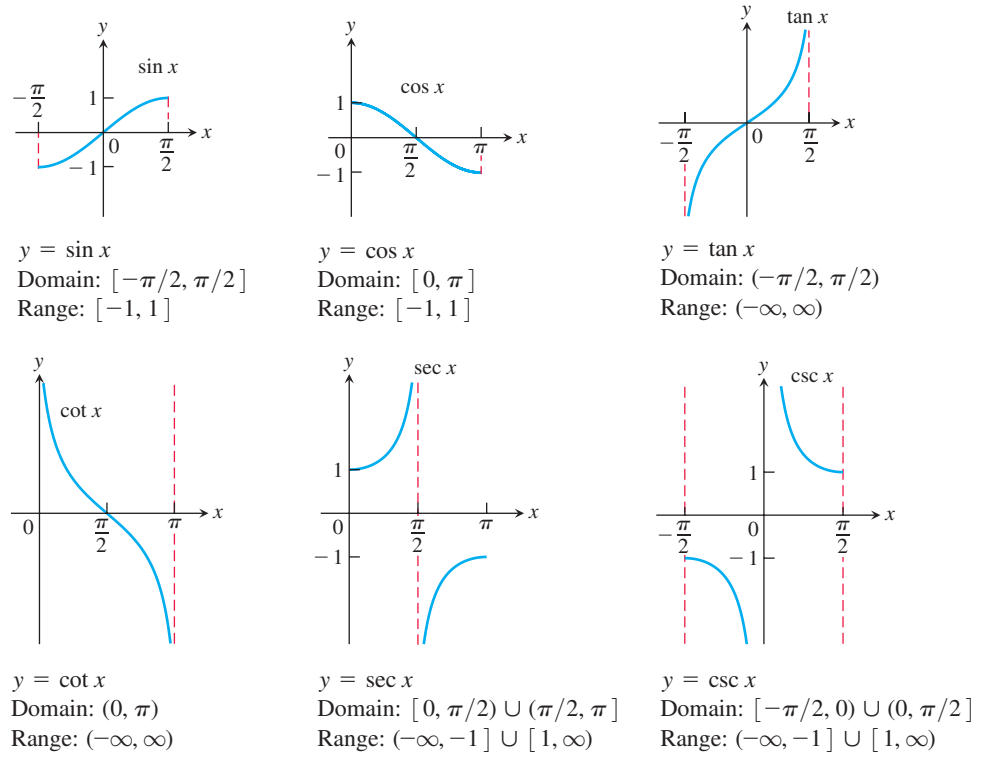 y
sin x
−π/2
1
0
π/2
x
−1
y = sin x
Domain: [−π/2, π/2]
Range: [−1, 1]
y
cos x
1
0
π/2
π
x
−1
y = cos x
Domain: [0, π]
Range: [−1, 1]
y
tan x
−π/2
0
π/2
x
y = tan x
Domain: (−π/2, π/2)
Range: (−∞, ∞)
y
cot x
0
π/2
π
x
y = cot x
Domain: (0, π)
Range: (−∞, ∞)
y
sec x
1
0
π/2
π
x
−1
y = sec x
Domain: [0, π/2) ∪ (π/2, π]
Range: (−∞, −1] ∪ [1, ∞)
y
csc x
1
−π/2
0
π/2
x
−1
y = csc x
Domain: [−π/2, 0) ∪ (0, π/2]
Range: (−∞, −1] ∪ [1, ∞)